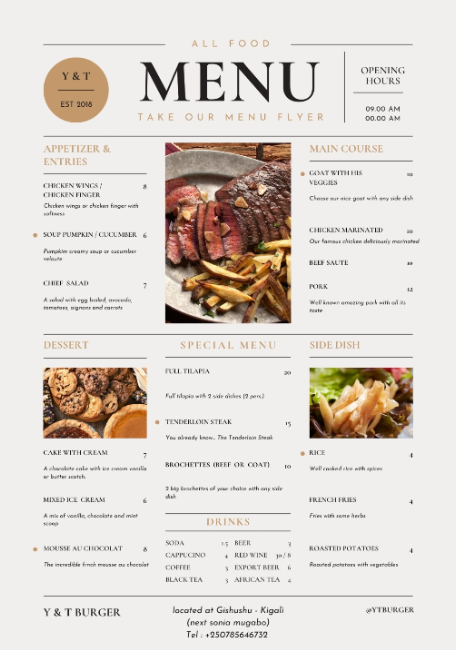 ALL FOOD
Y & T
EST 2018
MENU
TAKE OUR MENU FLYER
OPENING
HOURS
09.00 AM
00.00 AM
APPETIZER &
ENTRIES
CHICKEN WINGS / 8
CHICKEN FINGER
Chicken wings or chicken finger with
softness
SOUP PUMPKIN / CUCUMBER 6
Pumpkin creamy soup or cucumber
veloute
CHIEF SALAD 7
A salad with egg boiled, avocado,
tomatoes, oignons and carrots
MAIN COURSE
GOAT WITH HIS
VEGGIES
Choose our nice goat with any side dish
CHICKEN MARINATED 10
Our famous chicken deliciously marinated
BEEF SAUTE
PORK 12
Well known amazing pork with all its
taste
DESSERT
CAKE WITH CREAM 7
A chocolate cake with ice cream vanilla
or butter scotch.
MIXED ICE CREAM 6
A mix of vanilla, chocolate and mint
scoop
MOUSSE AU CHOCOLAT 8
The incredible frnch mousse au chocolat
SPECIAL MENU
FULL TILAPIA 20
Full tilapia with 2 side dishes (2 pers)
TENDERLOIN STEAK 15
You already know.. The Tenderloin Steak
BROCHETTES (BEEF OR COAT) 10
2 big brochettes of your choice with any side
dish
DRINKS
SODA 1.5 BEER 3
CAPPUCINO 4 RED WINE 30 / 8
COFFEE 3 EXPORT BEER 6
BLACK TEA 3 AFRICAN TEA 4
SIDE DISH
RICE 4
Well cooked rice with spices
FRENCH FRIES 4
Fries with some herbs
ROASTED POTATOES 4
Roasted potatoes with vegetables
Y & T BURGER
located at Gishushu - Kigali
(next sonia mugabo)
Tel : +250785646732
@YTBURGER